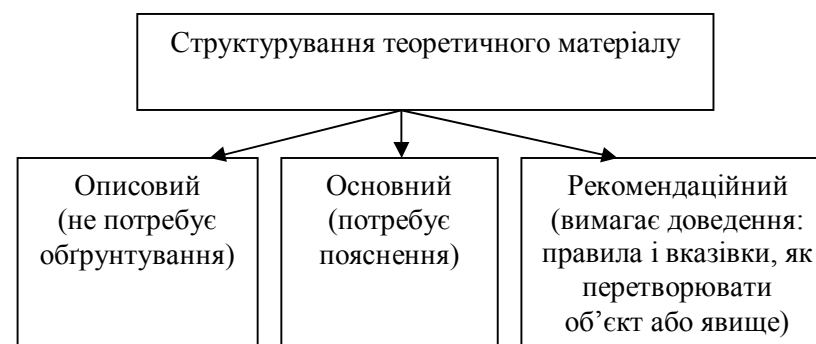 Структурування теоретичного матеріалу
Описовий
(не потребує
обґрунтування)
Основний
(потребує
пояснення)
Рекомендаційний
(вимагає доведення:
правила і вказівки, як
перетворювати
об’єкт або явище)